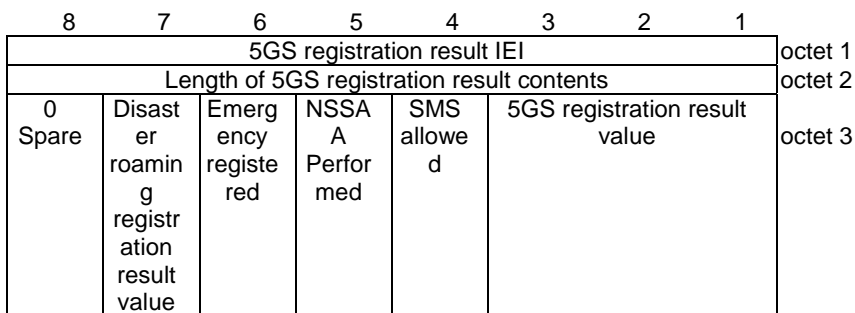 8 7 6 5 4 3 2 1
5GS registration result IEI octet 1
Length of 5GS registration result contents octet 2
0 Disast Emerg NSSA SMS 5GS registration result
Spare er ency A allowe value octet 3
roamin registe Perfor d
g red med
registr
ation
result
value